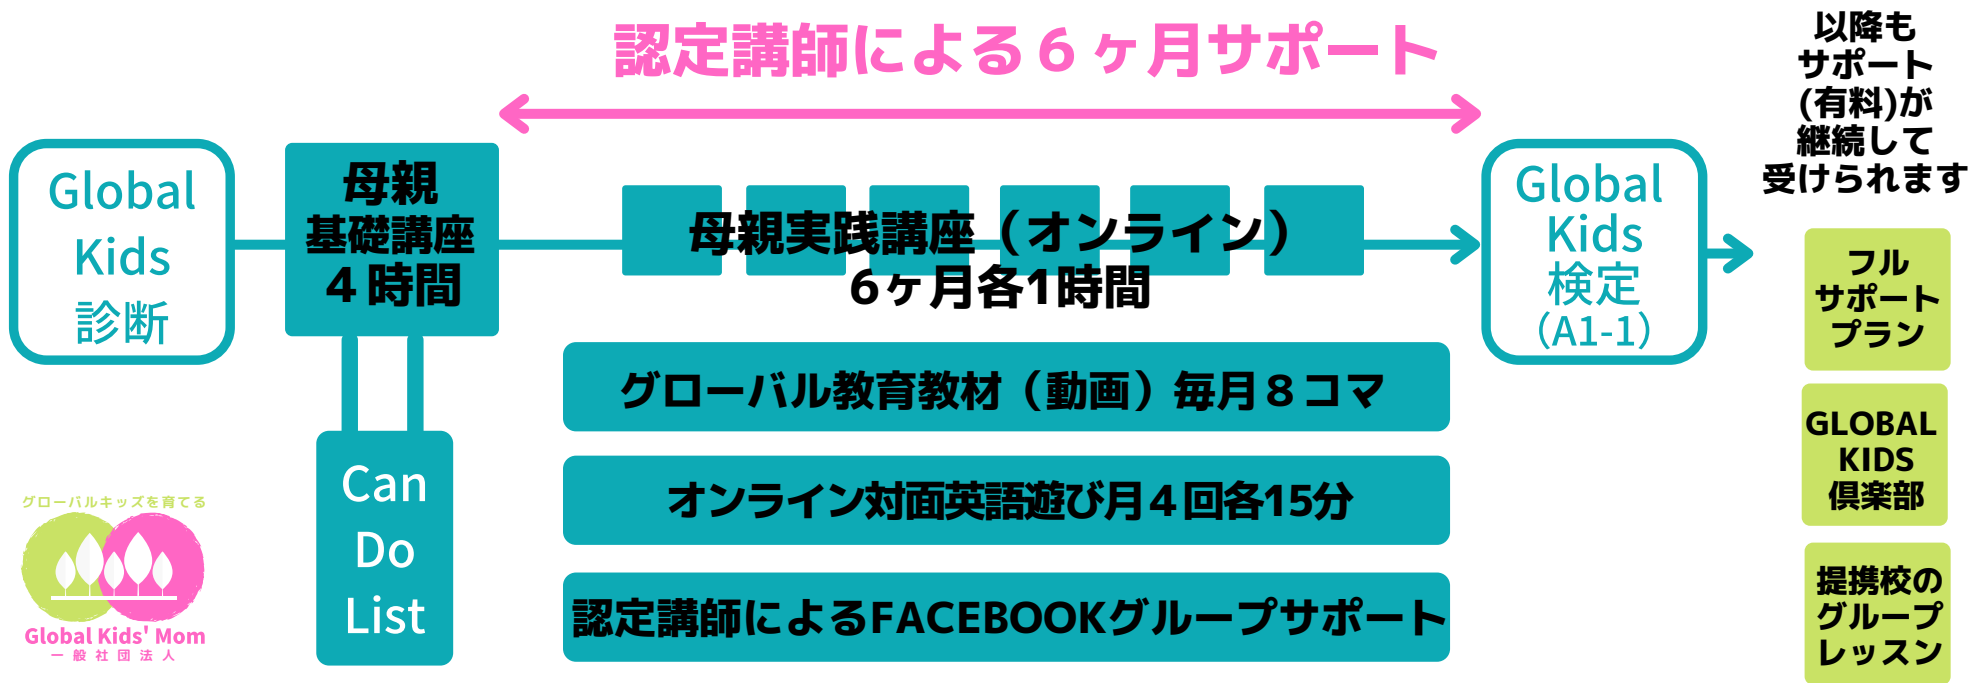 認定講師による６ヶ月サポート
Global
Kids
診断
母親
基礎講座
４時間
母親実践講座（オンライン）
６ヶ月各1時間
Global
Kids
検定
（A1-1）
以降も
サポート
(有料)が
継続して
受けられます
Can
Do
List
グローバル教育教材（動画）毎月８コマ
オンライン対面英語遊び月４回各15分
認定講師によるFACEBOOKグループサポート
フル
サポート
プラン
GLOBAL
KIDS
倶楽部
提携校の
グループ
レッスン
グローバルキッズを育てる
Global Kids' Mom
一般社団法人